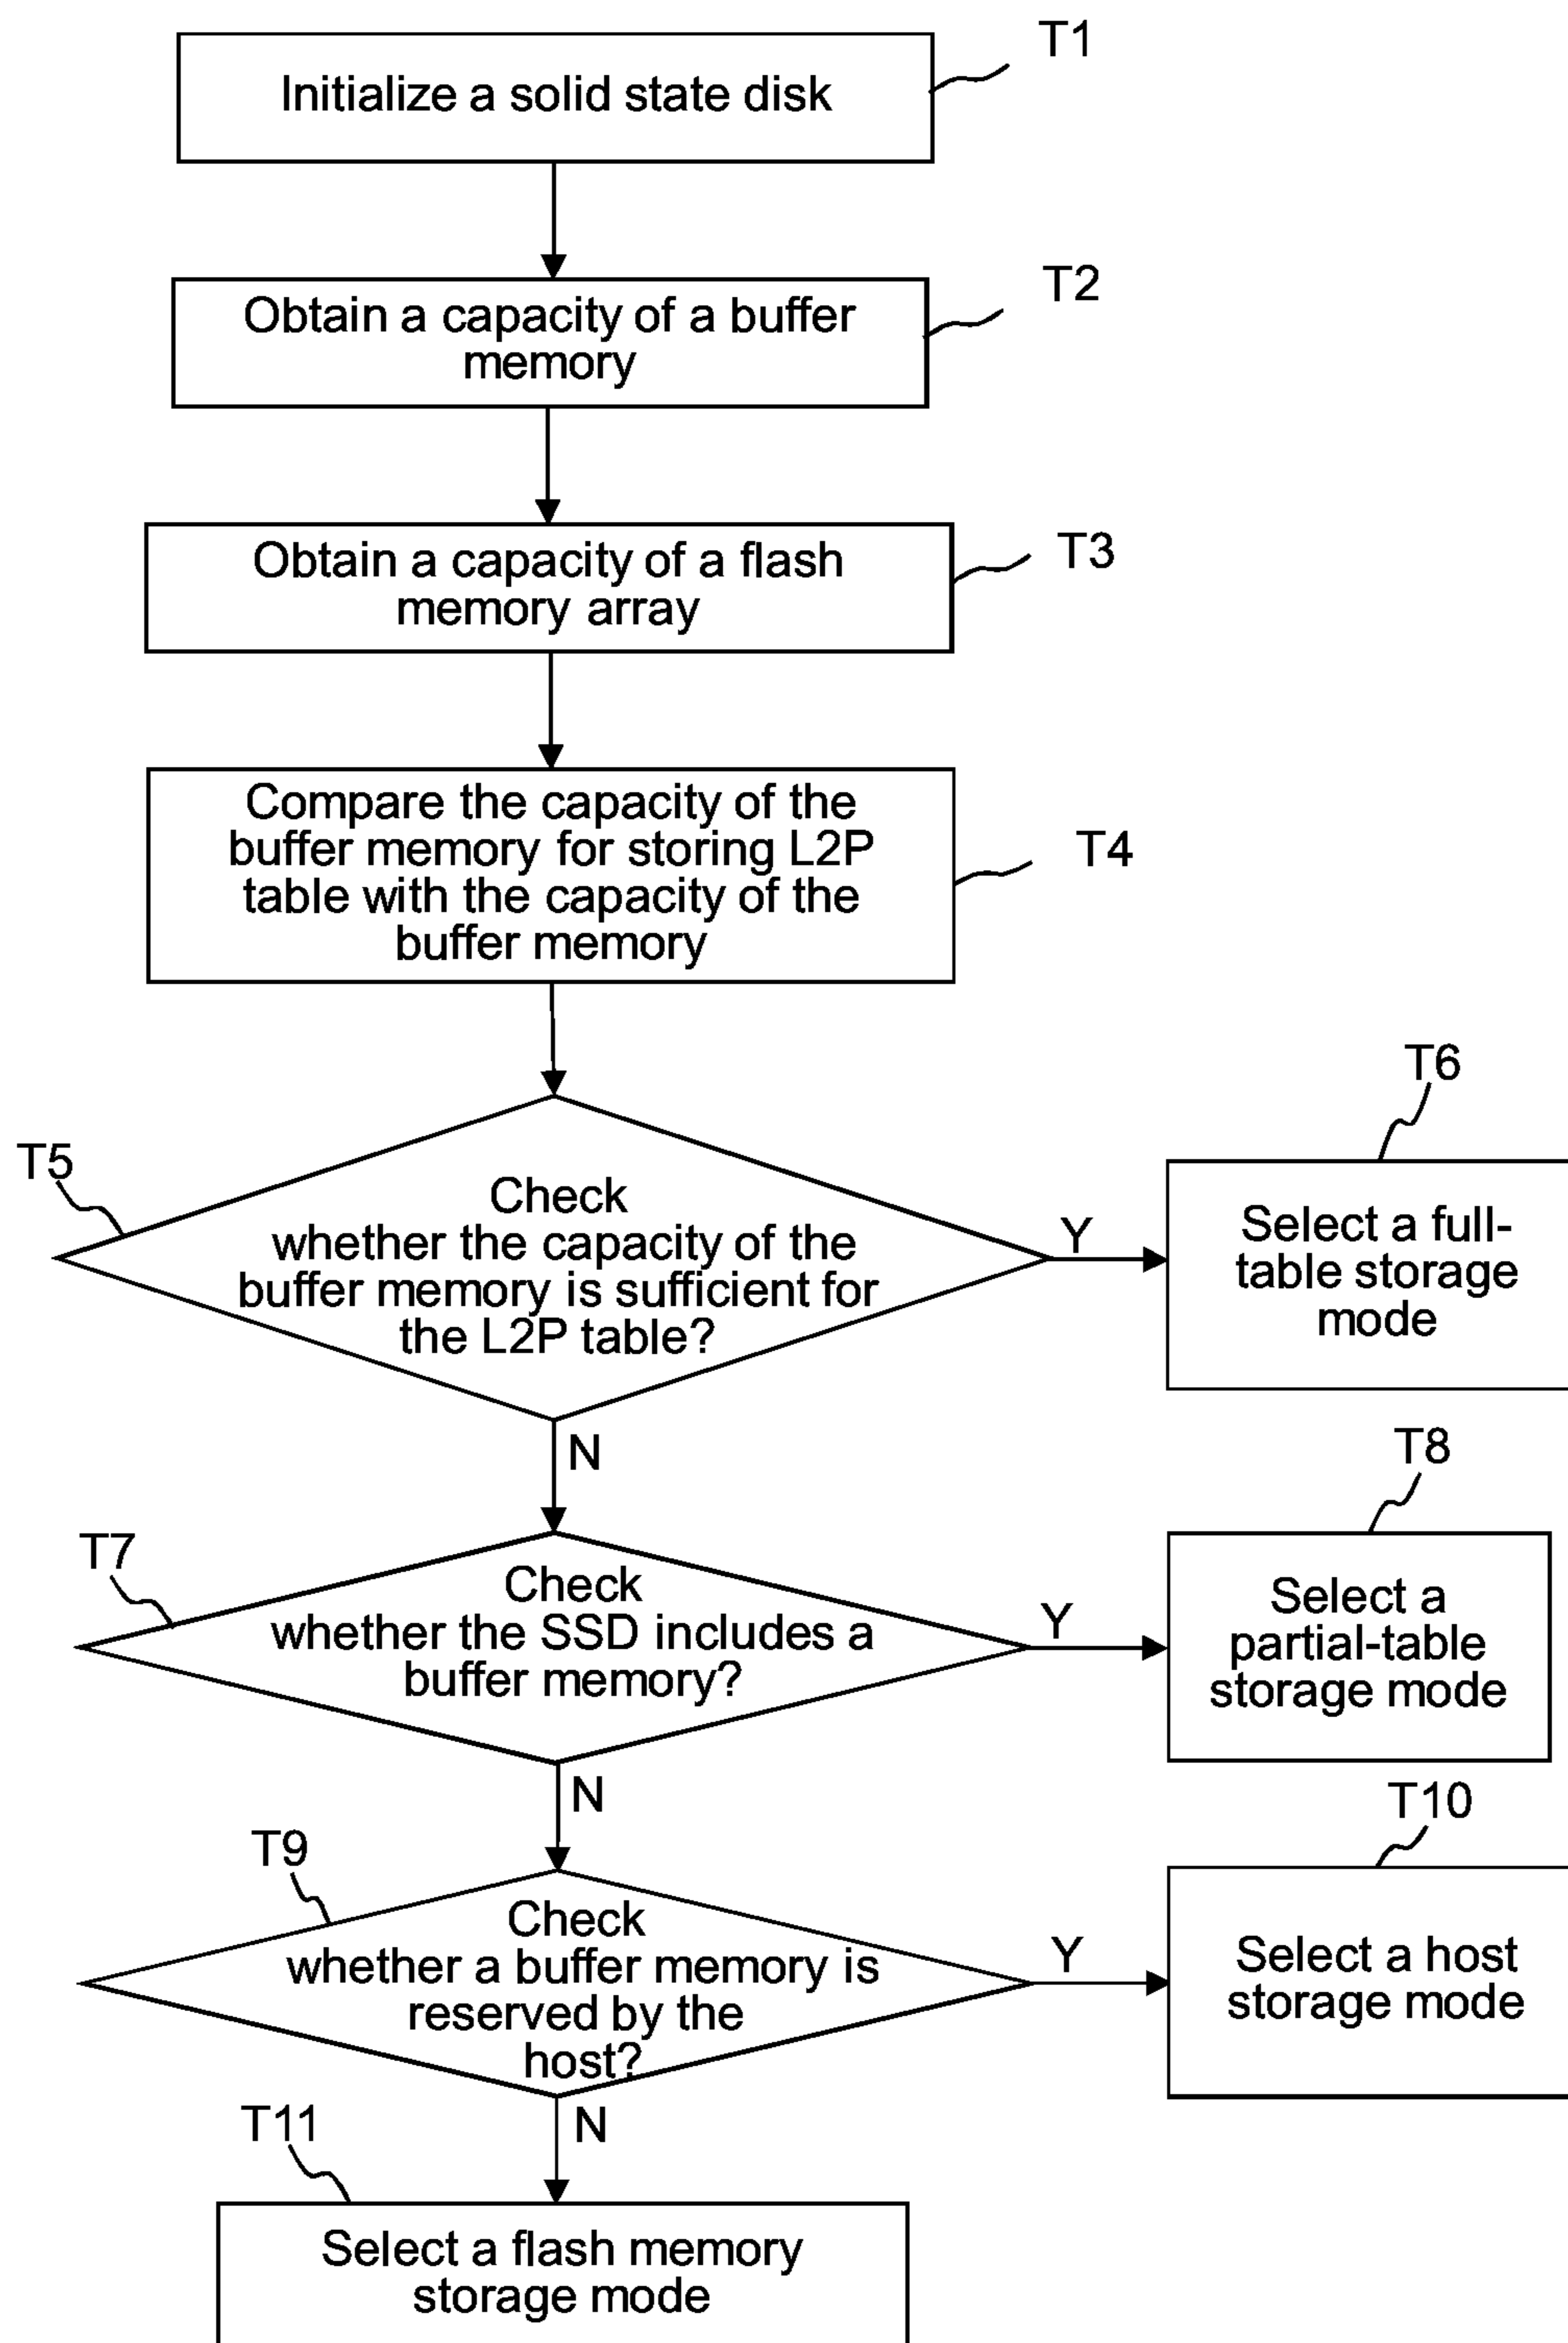 T1
Initialize a solid state disk
T2
Obtain a capacity of a buffer
memory
T3
Obtain a capacity of a flash
memory array
T4
Compare the capacity of the
buffer memory for storing L2P
table with the capacity of the
buffer memory
T5
Check
whether the capacity of the
buffer memory is sufficient for
the L2P table?
Y
T6
Select a full-
table storage
mode
N
T7
Check
whether the SSD includes a
buffer memory?
Y
T8
Select a
partial-table
storage mode
N
T9
Check
whether a buffer memory is
reserved by the
host?
Y
T10
Select a host
storage mode
N
T11
Select a flash memory
storage mode